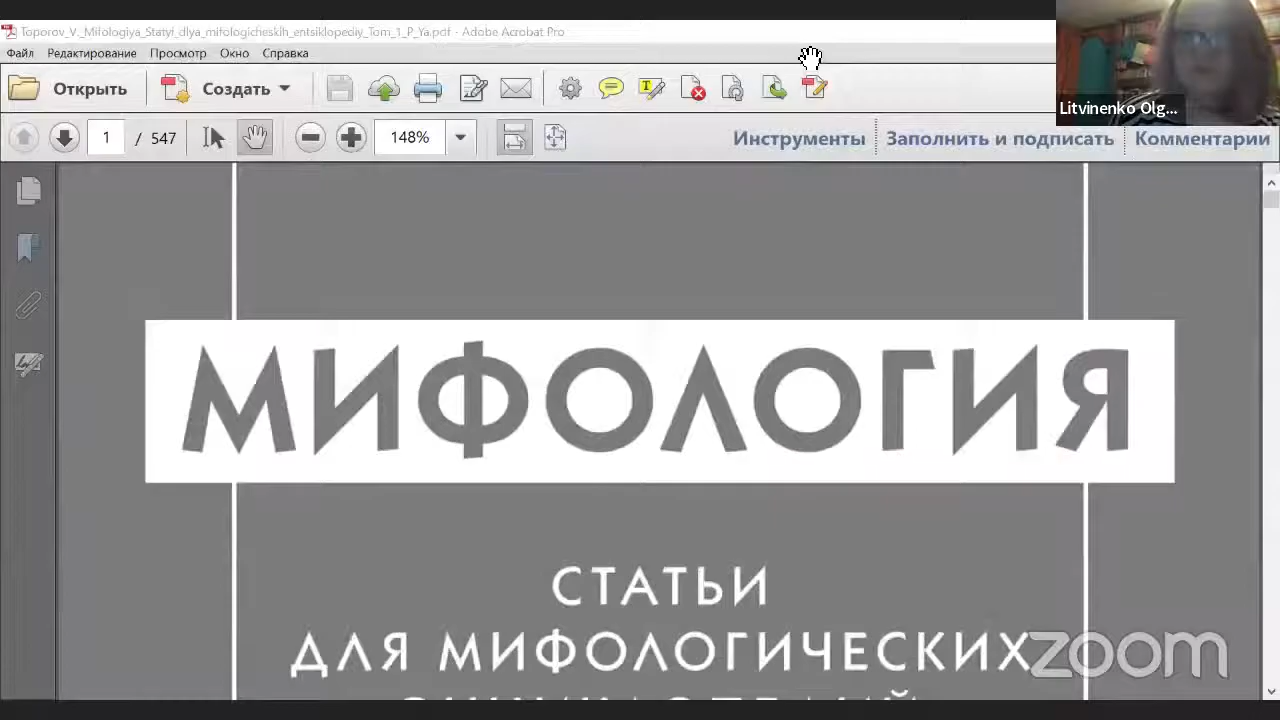 Toporov_V._Mifologiya_Statyi_dlya_mifologicheskih_entsiklopediy_Tom_1_P_Ya.pdf - Adobe Acrobat Pro
Файл Редактирование Просмотр Окно Справка
Открыть Создать
1 / 547 148% Инструменты Заполнить и подписать Комментарии
Litvinenko Olg...
МИФОЛОГИЯ
СТАТЬИ
ДЛЯ МИФОЛОГИЧЕСКИХ
zoom